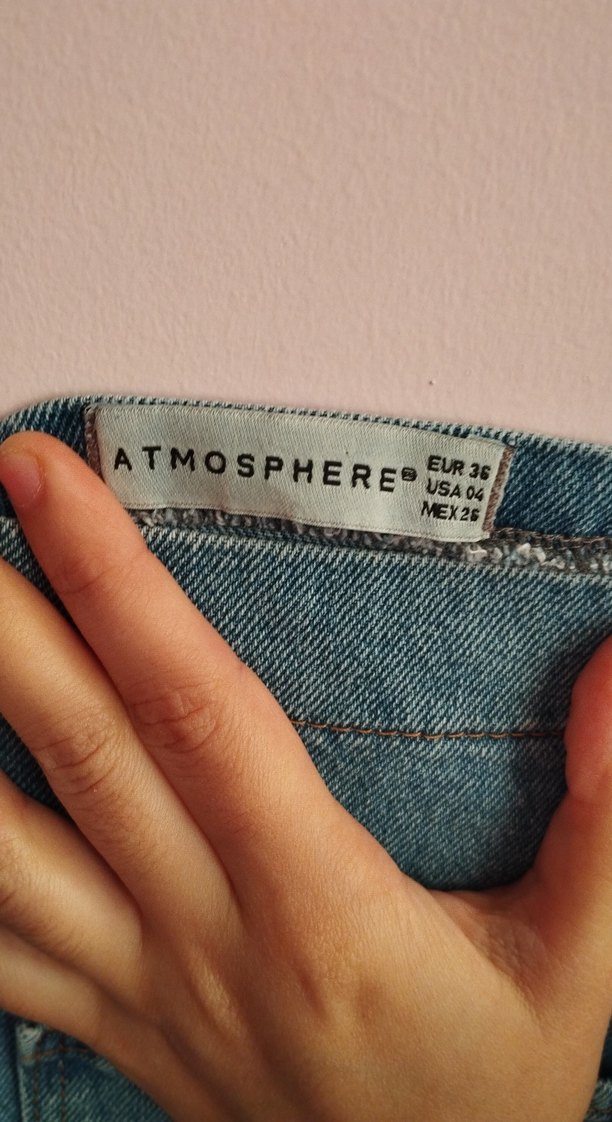 ATMOSPHERE®
EUR 36
USA 04
MEX 26